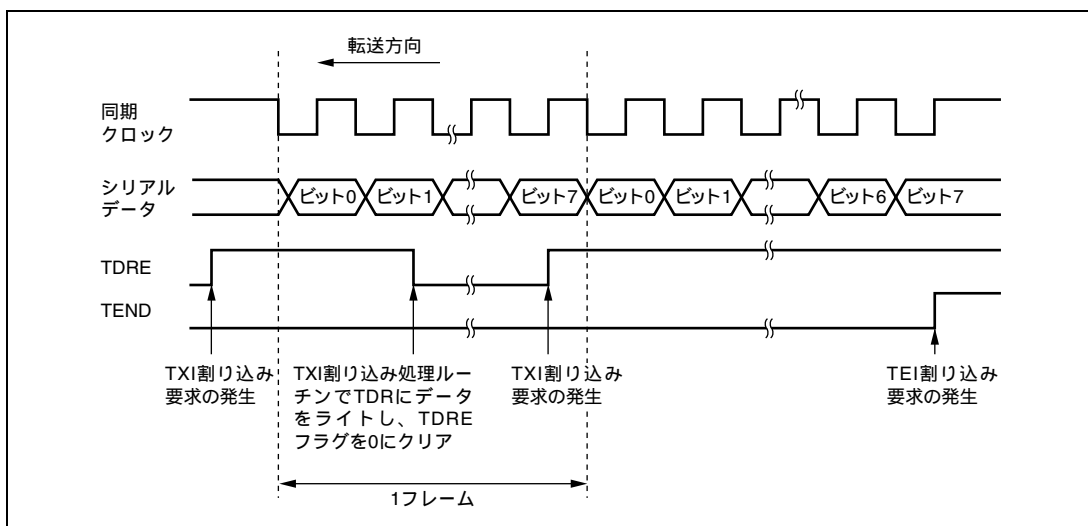 転送方向
同期
クロック
シリアル
データ
ビット0
ビット1
ビット7
ビット0
ビット1
ビット6
ビット7
TDRE
TEND
TXI割り込み
要求の発生
TXI割り込み処理ルー
チンでTDRにデータ
をライトし、TDRE
フラグを0にクリア
TXI割り込み
要求の発生
TEI割り込み
要求の発生
1フレーム